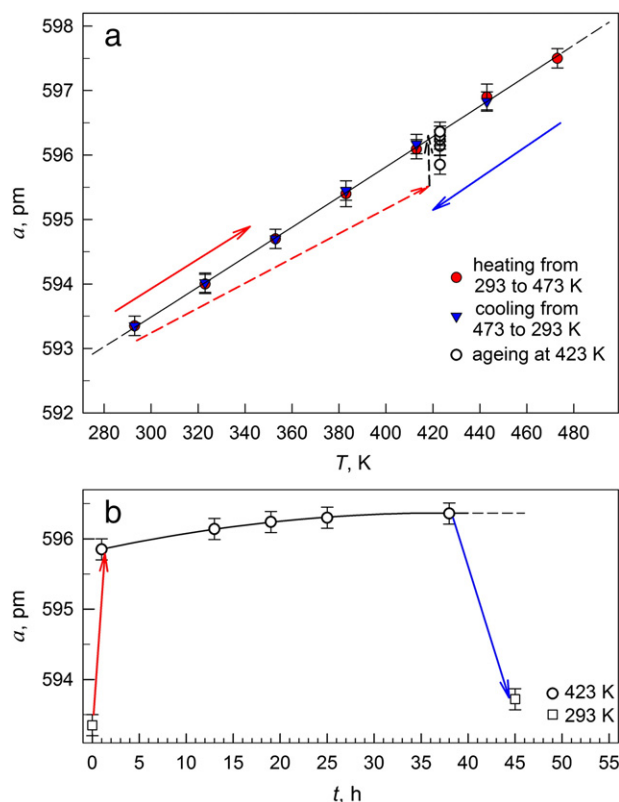 a
598
597
596
595
594
593
592
a, pm
heating from
293 to 473 K
cooling from
473 to 293 K
ageing at 423 K
280 300 320 340 360 380 400 420 440 460 480
T, K
b
596
595
594
a, pm
423 K
293 K
0 5 10 15 20 25 30 35 40 45 50 55
t, h